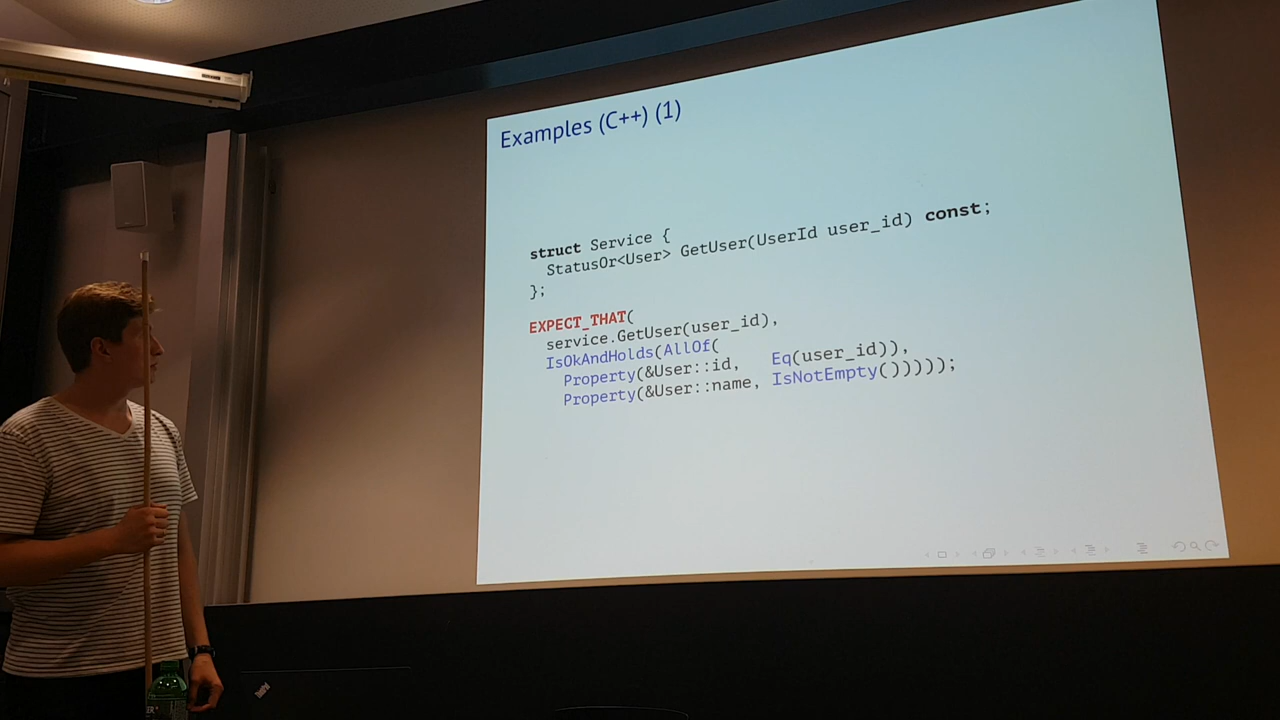 Examples (C++) (1)
struct Service {
  StatusOr<User> GetUser(UserId user_id) const;
};
EXPECT_THAT(
  service.GetUser(user_id),
  IsOkAndHolds(AllOf(
    Property(&User::id,   Eq(user_id)),
    Property(&User::name, IsNotEmpty()))));